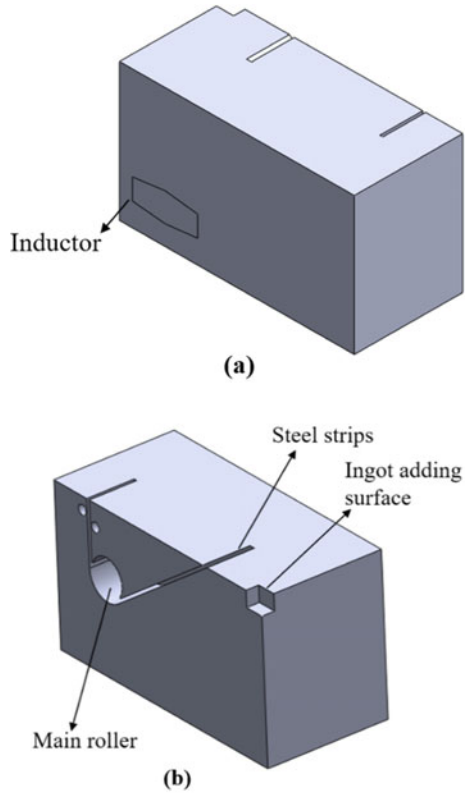 Inductor
(a)
Steel strips
Ingot adding
surface
Main roller
(b)